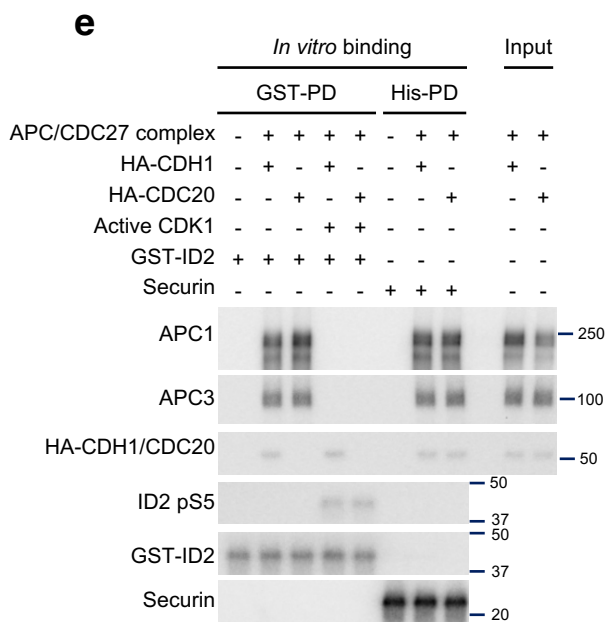 e
In vitro binding Input
GST-PD His-PD
APC/CDC27 complex - + + + + - + + + +
HA-CDH1 - + - + - - + - + -
HA-CDC20 - - + - + - - + - +
Active CDK1 - - - + + - - - - -
GST-ID2 + + + + + - - - - -
Securin - - - - - + + + - -
APC1 250
APC3 100
HA-CDH1/CDC20 50
50
ID2 pS5
37
50
GST-ID2
37
Securin
20